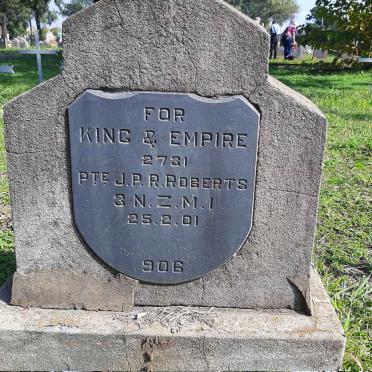 FOR
KING & EMPIRE
2731
PTE J.P.R.ROBERTS
3 N.Z.M.I
25.2.01
906